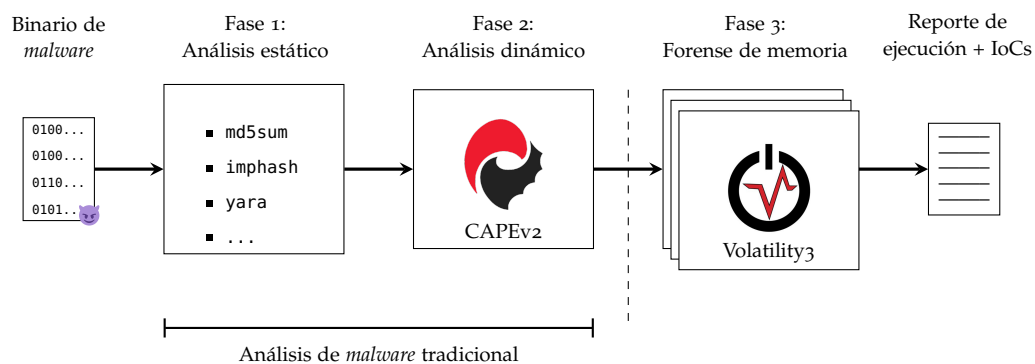 Binario de
malware
Fase 1:
Análisis estático
Fase 2:
Análisis dinámico
Fase 3:
Forense de memoria
Reporte de
ejecución + IoCs
0100...
0100...
0110...
0101...
md5sum
imphash
yara
...
CAPEv2
Volatility3
Análisis de malware tradicional